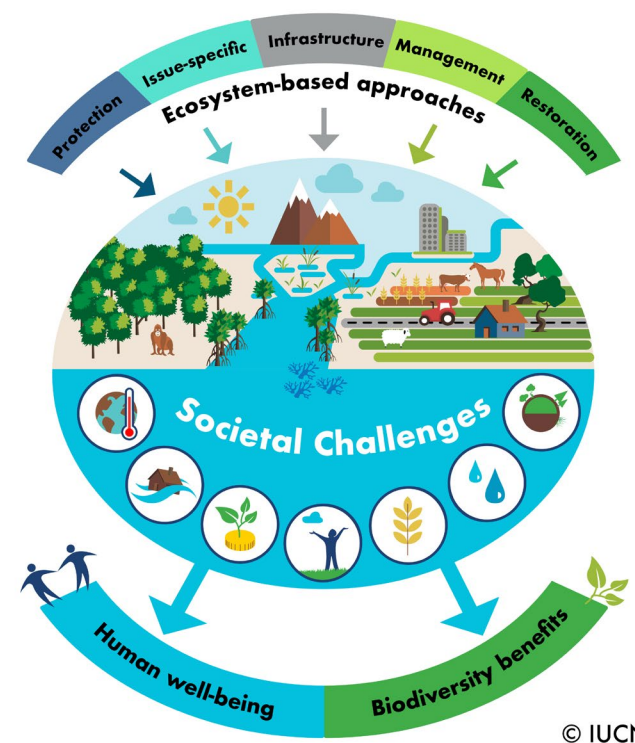 Protection
Issue-specific
Infrastructure
Management
Restoration
Ecosystem-based approaches
Societal Challenges
Human well-being
Biodiversity benefits
©